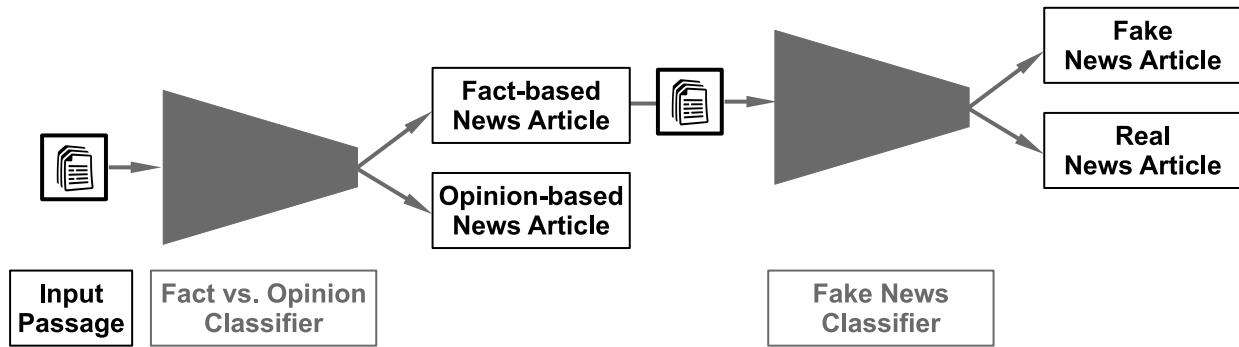 Fact-based
News Article
Opinion-based
News Article
Fake
News Article
Real
News Article
Input
Passage
Fact vs. Opinion
Classifier
Fake News
Classifier